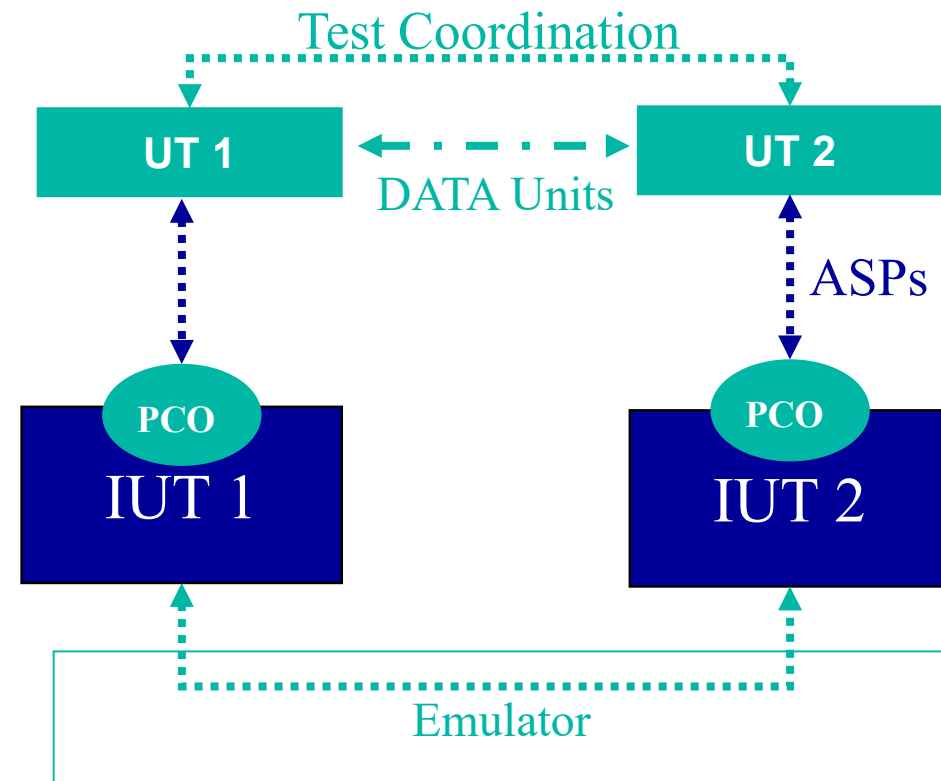 Test Coordination
UT 1
UT 2
DATA Units
ASPs
PCO
PCO
IUT 1
IUT 2
Emulator